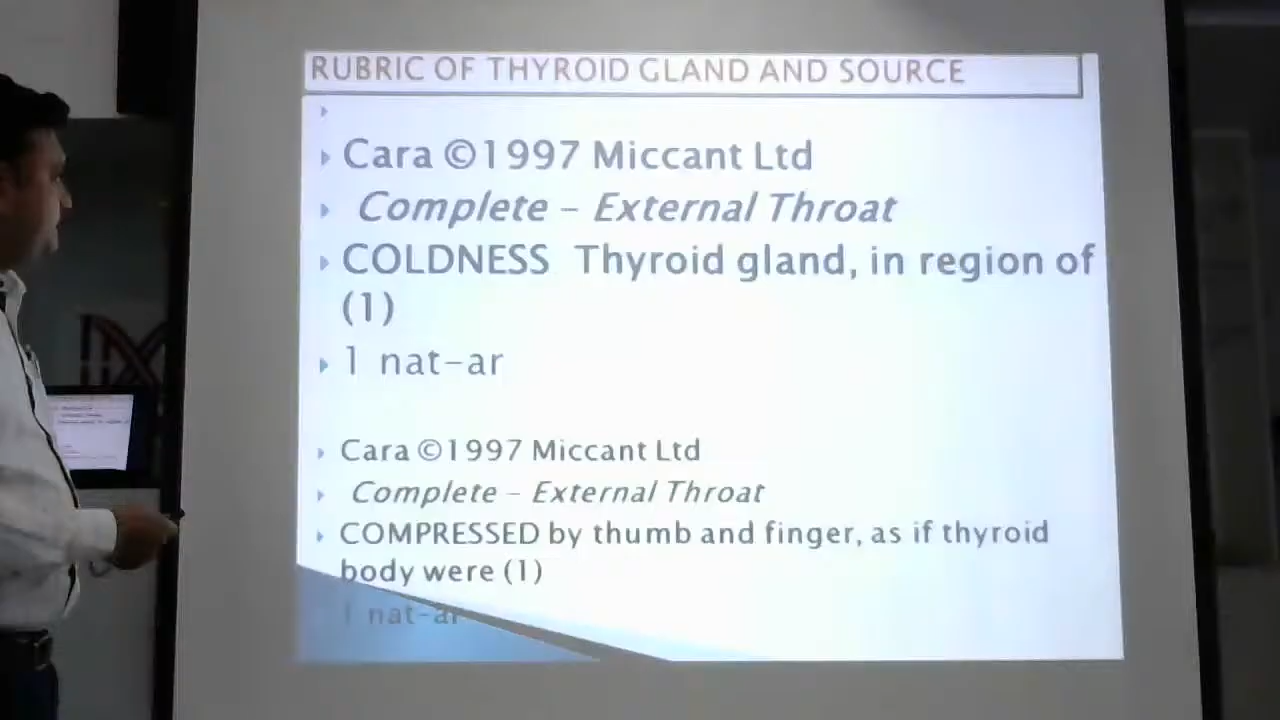 RUBRIC OF THYROID GLAND AND SOURCE
Cara ©1997 Miccant Ltd
Complete – External Throat
COLDNESS Thyroid gland, in region of
(1)
1 nat-ar
Cara ©1997 Miccant Ltd
Complete – External Throat
COMPRESSED by thumb and finger, as if thyroid
body were (1)
1 nat-ar